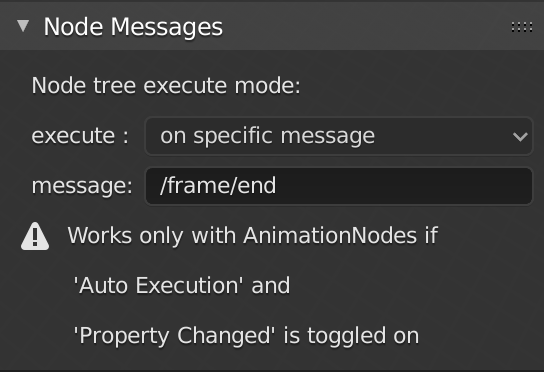 Node Messages
Node tree execute mode:
execute : on specific message
message: /frame/end
Works only with AnimationNodes if
'Auto Execution' and
'Property Changed' is toggled on